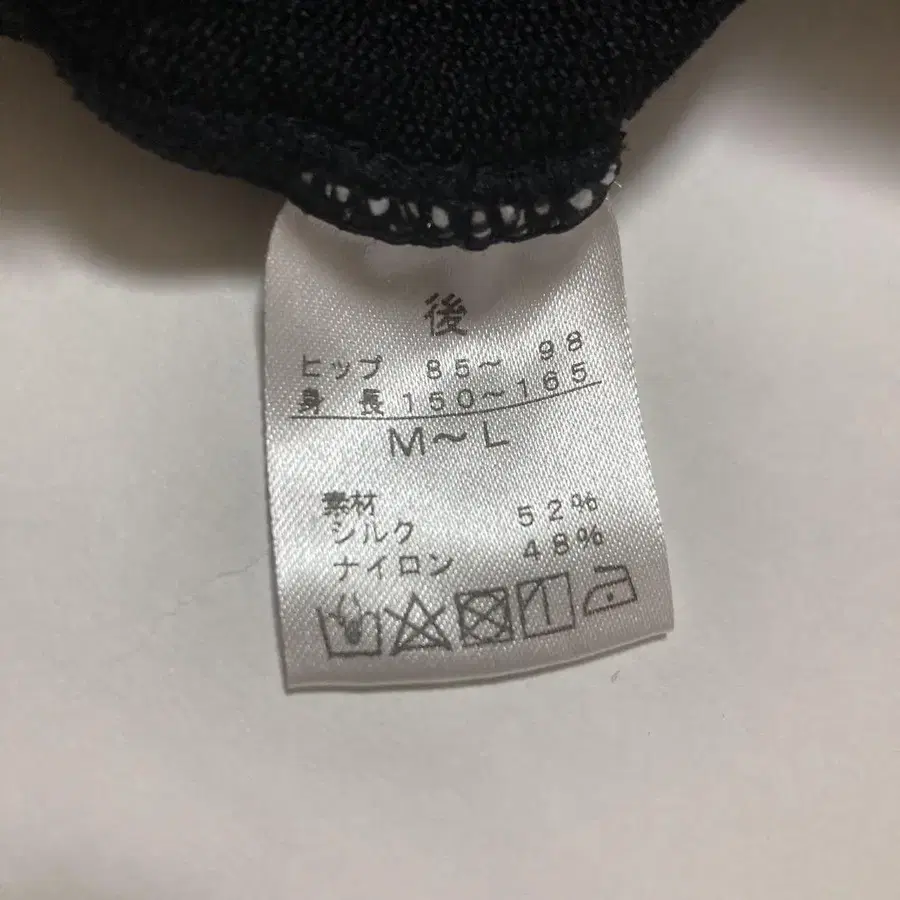 後
ヒップ 85〜 98
身 長 150〜165
M〜L
素材
シルク 52%
ナイロン 48%